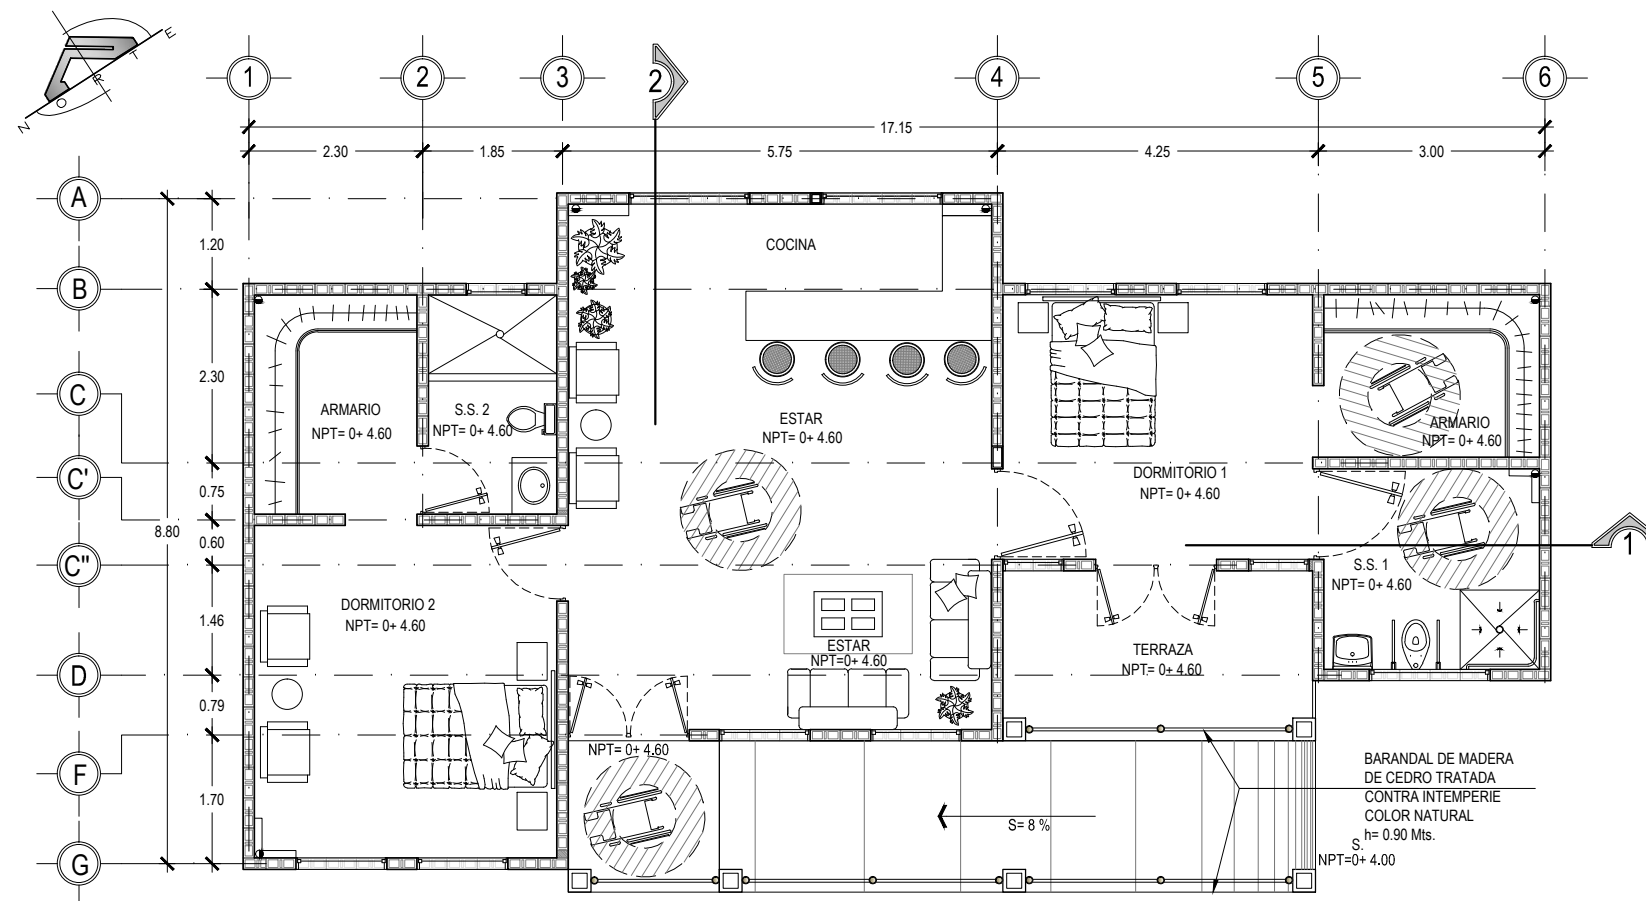 N O R T E
1 2 3 2 4 5 6
17.15
2.30 1.85 5.75 4.25 3.00
A
B
C
C'
C''
D
F
G
1.20
2.30
0.75
0.60
1.46
0.79
1.70
8.80
COCINA
ARMARIO
NPT= 0+ 4.60
S.S. 2
NPT= 0+ 4.60
ESTAR
NPT= 0+ 4.60
ARMARIO
NPT= 0+ 4.60
DORMITORIO 1
NPT= 0+ 4.60
1
S.S. 1
NPT= 0+ 4.60
DORMITORIO 2
NPT= 0+ 4.60
ESTAR
NPT=0+ 4.60
TERRAZA
NPT.= 0+ 4.60
NPT= 0+ 4.60
S= 8 %
BARANDAL DE MADERA
DE CEDRO TRATADA
CONTRA INTEMPERIE
COLOR NATURAL
h= 0.90 Mts.
S.
NPT=0+ 4.00